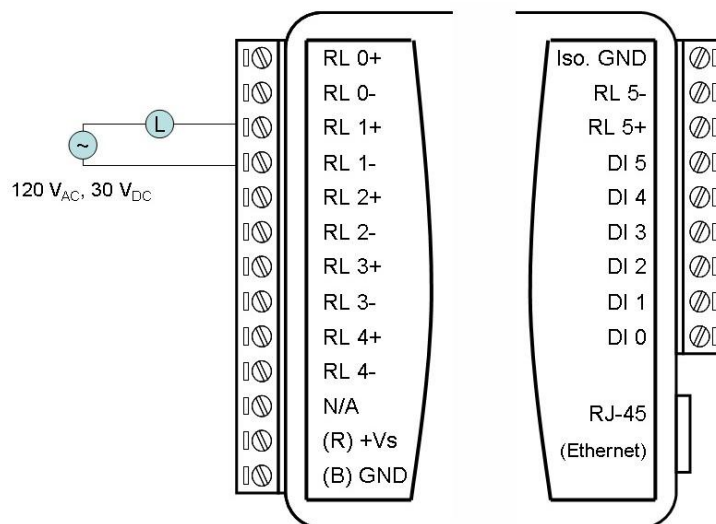 RL 0+
RL 0-
RL 1+
RL 1-
RL 2+
RL 2-
RL 3+
RL 3-
RL 4+
RL 4-
N/A
(R) +Vs
(B) GND
L
~
120 VAC, 30 VDC
Iso. GND
RL 5-
RL 5+
DI 5
DI 4
DI 3
DI 2
DI 1
DI 0
RJ-45
(Ethernet)